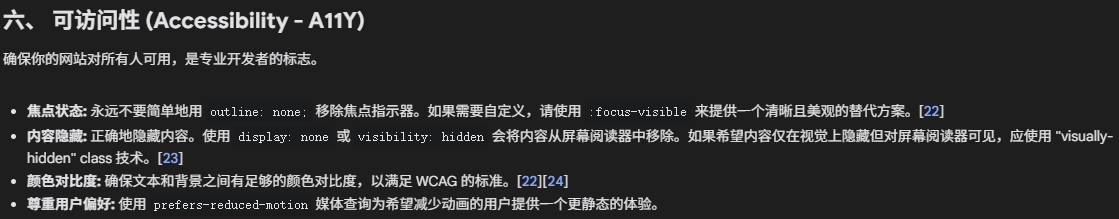 六、 可访问性 (Accessibility - A11Y)
确保你的网站对所有人可用，是专业开发者的标志。
• 焦点状态: 永远不要简单地用 outline: none; 移除焦点指示器。如果需要自定义，请使用 :focus-visible 来提供一个清晰且美观的替代方案。[22]
• 内容隐藏: 正确地隐藏内容。使用 display: none 或 visibility: hidden 会将内容从屏幕阅读器中移除。如果希望内容仅在视觉上隐藏但对屏幕阅读器可见，应使用 "visually-
hidden" class 技术。[23]
• 颜色对比度: 确保文本和背景之间有足够的颜色对比度，以满足 WCAG 的标准。[22][24]
• 尊重用户偏好: 使用 prefers-reduced-motion 媒体查询为希望减少动画的用户提供一个更静态的体验。